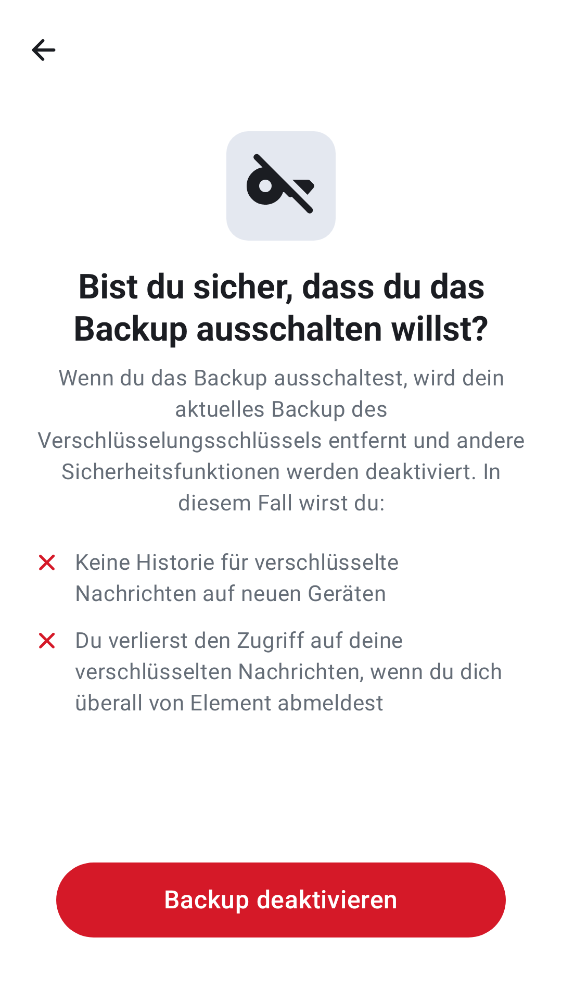 Bist du sicher, dass du das
Backup ausschalten willst?
Wenn du das Backup ausschaltest, wird dein
aktuelles Backup des
Verschlüsselungsschlüssels entfernt und andere
Sicherheitsfunktionen werden deaktiviert. In
diesem Fall wirst du:
Keine Historie für verschlüsselte
Nachrichten auf neuen Geräten
Du verlierst den Zugriff auf deine
verschlüsselten Nachrichten, wenn du dich
überall von Element abmeldest
Backup deaktivieren